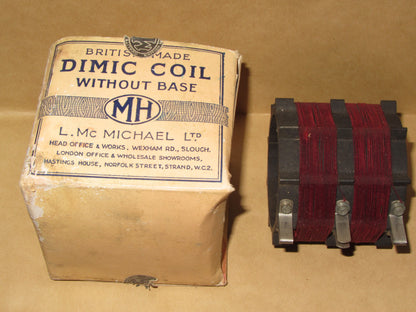 BRITISH MADE
DIMIC COIL
WITHOUT BASE
MH
L. MC MICHAEL LTD
HEAD OFFICE & WORKS, WEXHAM RD., SLOUGH.
LONDON OFFICE & WHOLESALE SHOWROOMS,
HASTINGS HOUSE, NORFOLK STREET, STRAND, W.C.2.